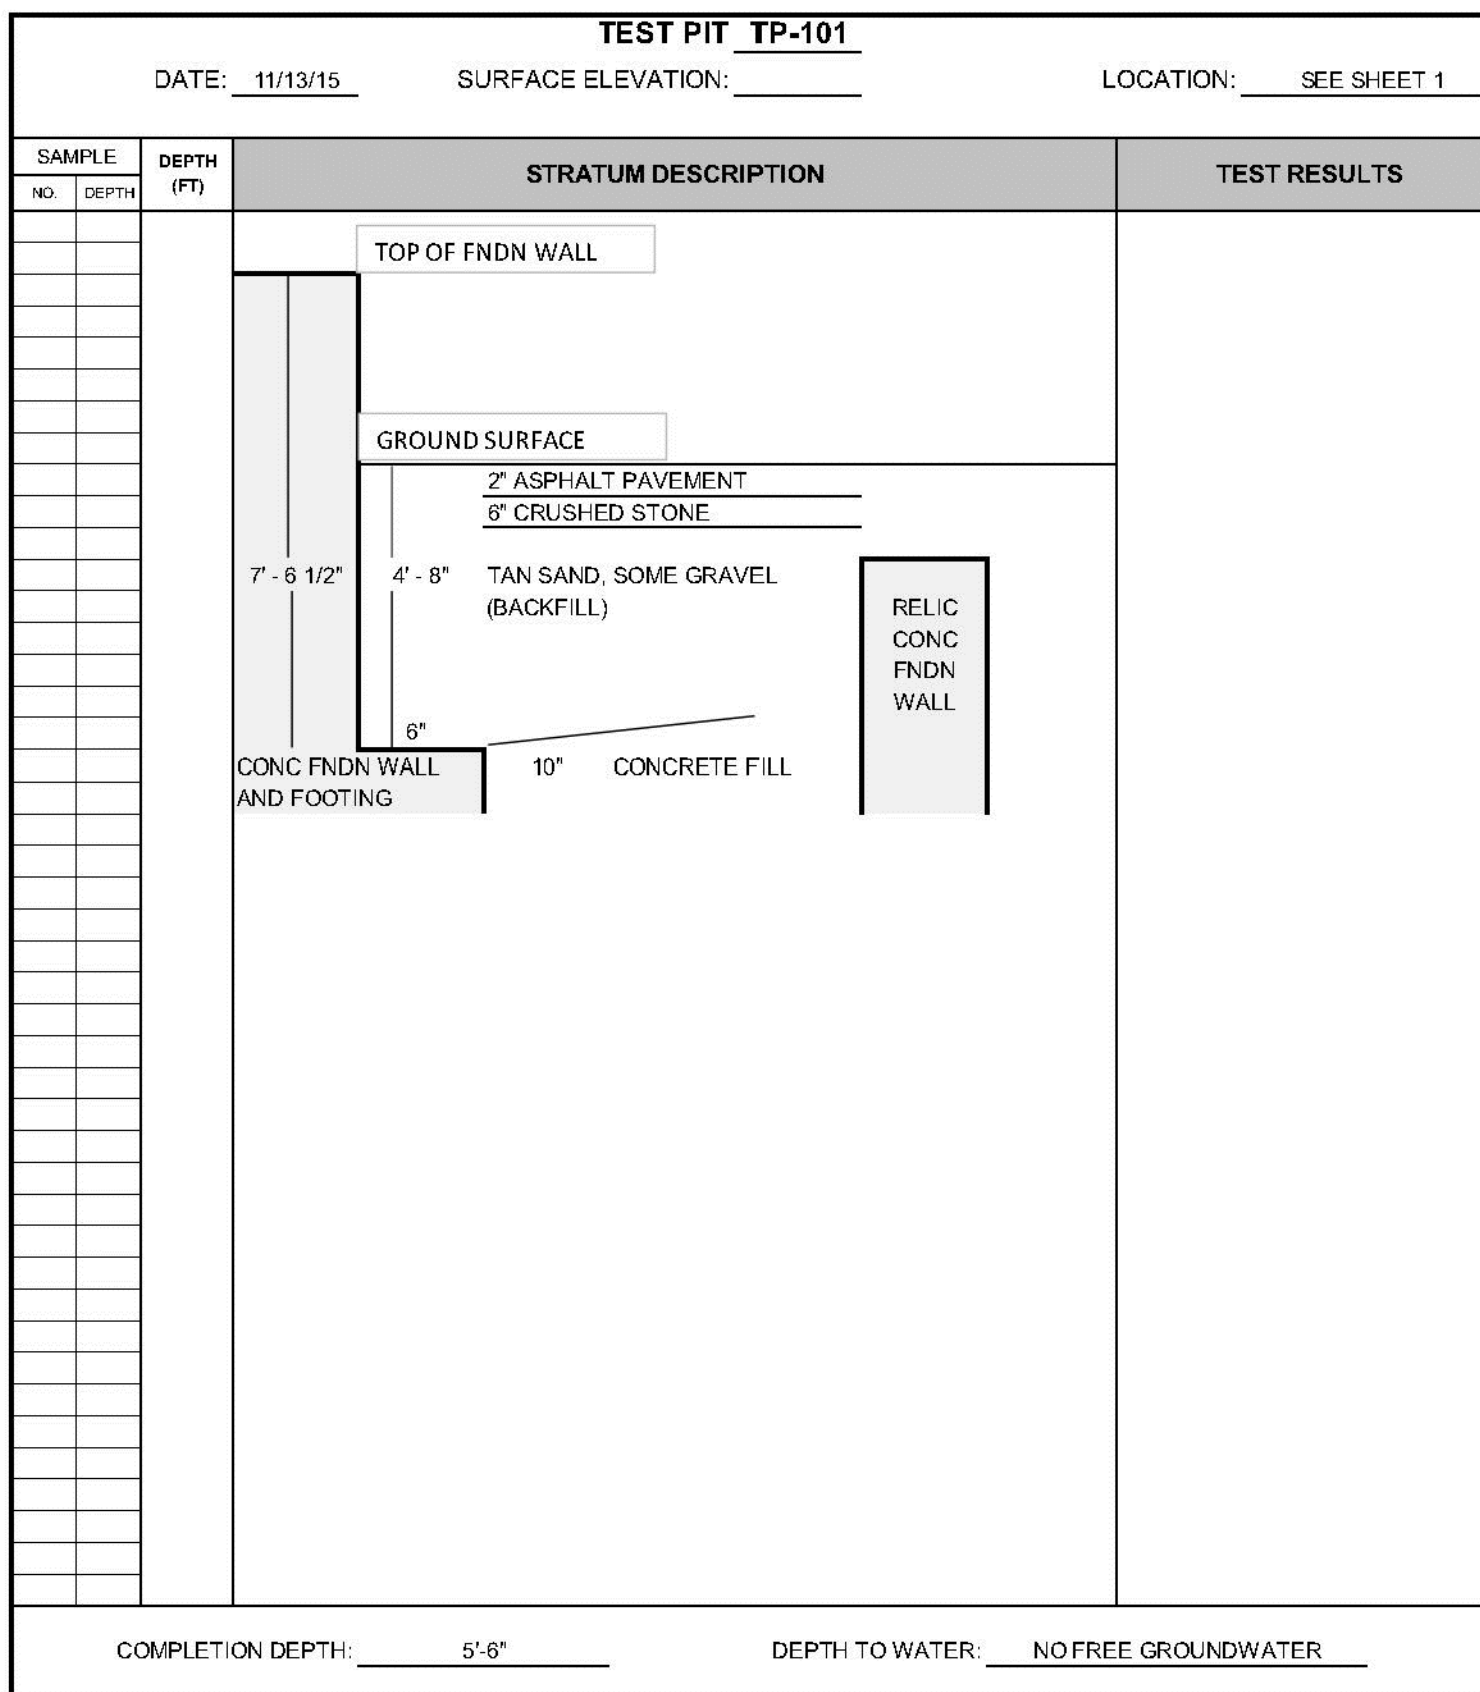 TEST PIT TP-101
DATE: 11/13/15 SURFACE ELEVATION: LOCATION: SEE SHEET 1
SAMPLE
NO. DEPTH
DEPTH
(FT)
STRATUM DESCRIPTION
TEST RESULTS
TOP OF FNDN WALL
GROUND SURFACE
2" ASPHALT PAVEMENT
6" CRUSHED STONE
7' - 6 1/2" 4' - 8" TAN SAND, SOME GRAVEL
(BACKFILL)
RELIC
CONC
FNDN
WALL
6"
CONC FNDN WALL
AND FOOTING
10" CONCRETE FILL
COMPLETION DEPTH: 5'-6" DEPTH TO WATER: NO FREE GROUNDWATER